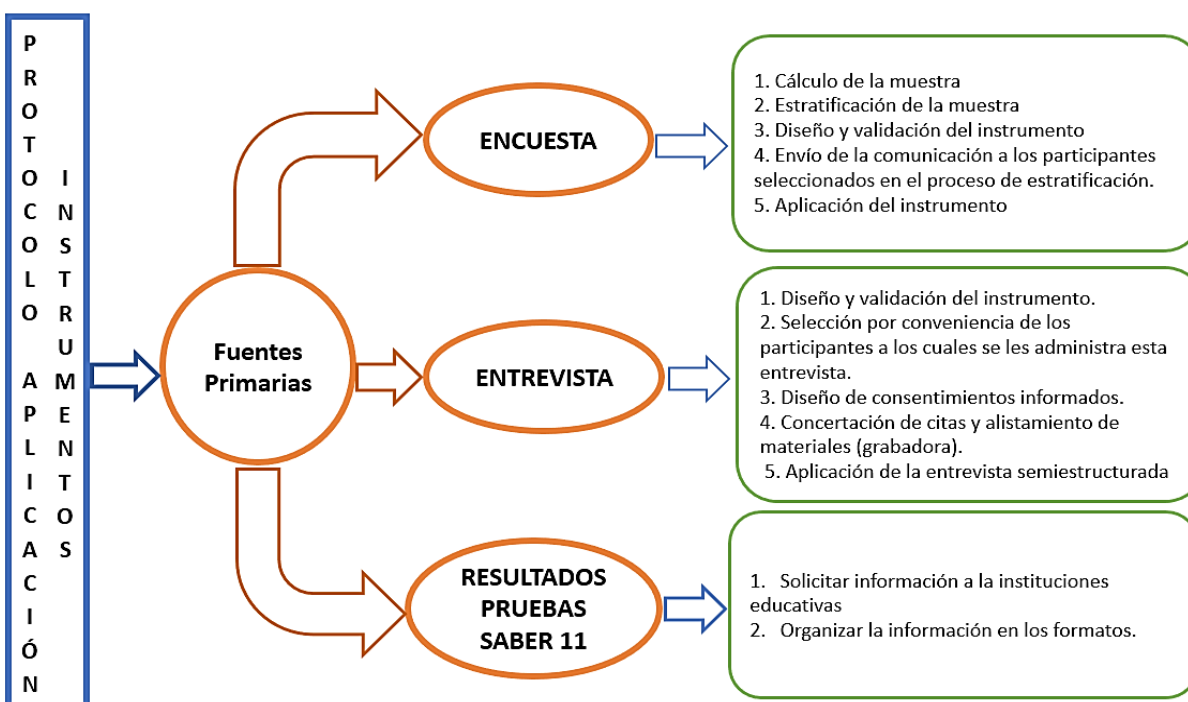 PROTOCOLO APLICACIÓN
INSTRUMENTOS
Fuentes
Primarias
ENCUESTA
1. Cálculo de la muestra
2. Estratificación de la muestra
3. Diseño y validación del instrumento
4. Envío de la comunicación a los participantes
seleccionados en el proceso de estratificación.
5. Aplicación del instrumento
ENTREVISTA
1. Diseño y validación del instrumento.
2. Selección por conveniencia de los
participantes a los cuales se les administra esta
entrevista.
3. Diseño de consentimientos informados.
4. Concertación de citas y alistamiento de
materiales (grabadora).
5. Aplicación de la entrevista semiestructurada
RESULTADOS
PRUEBAS
SABER 11
1. Solicitar información a la instituciones
educativas
2. Organizar la información en los formatos.